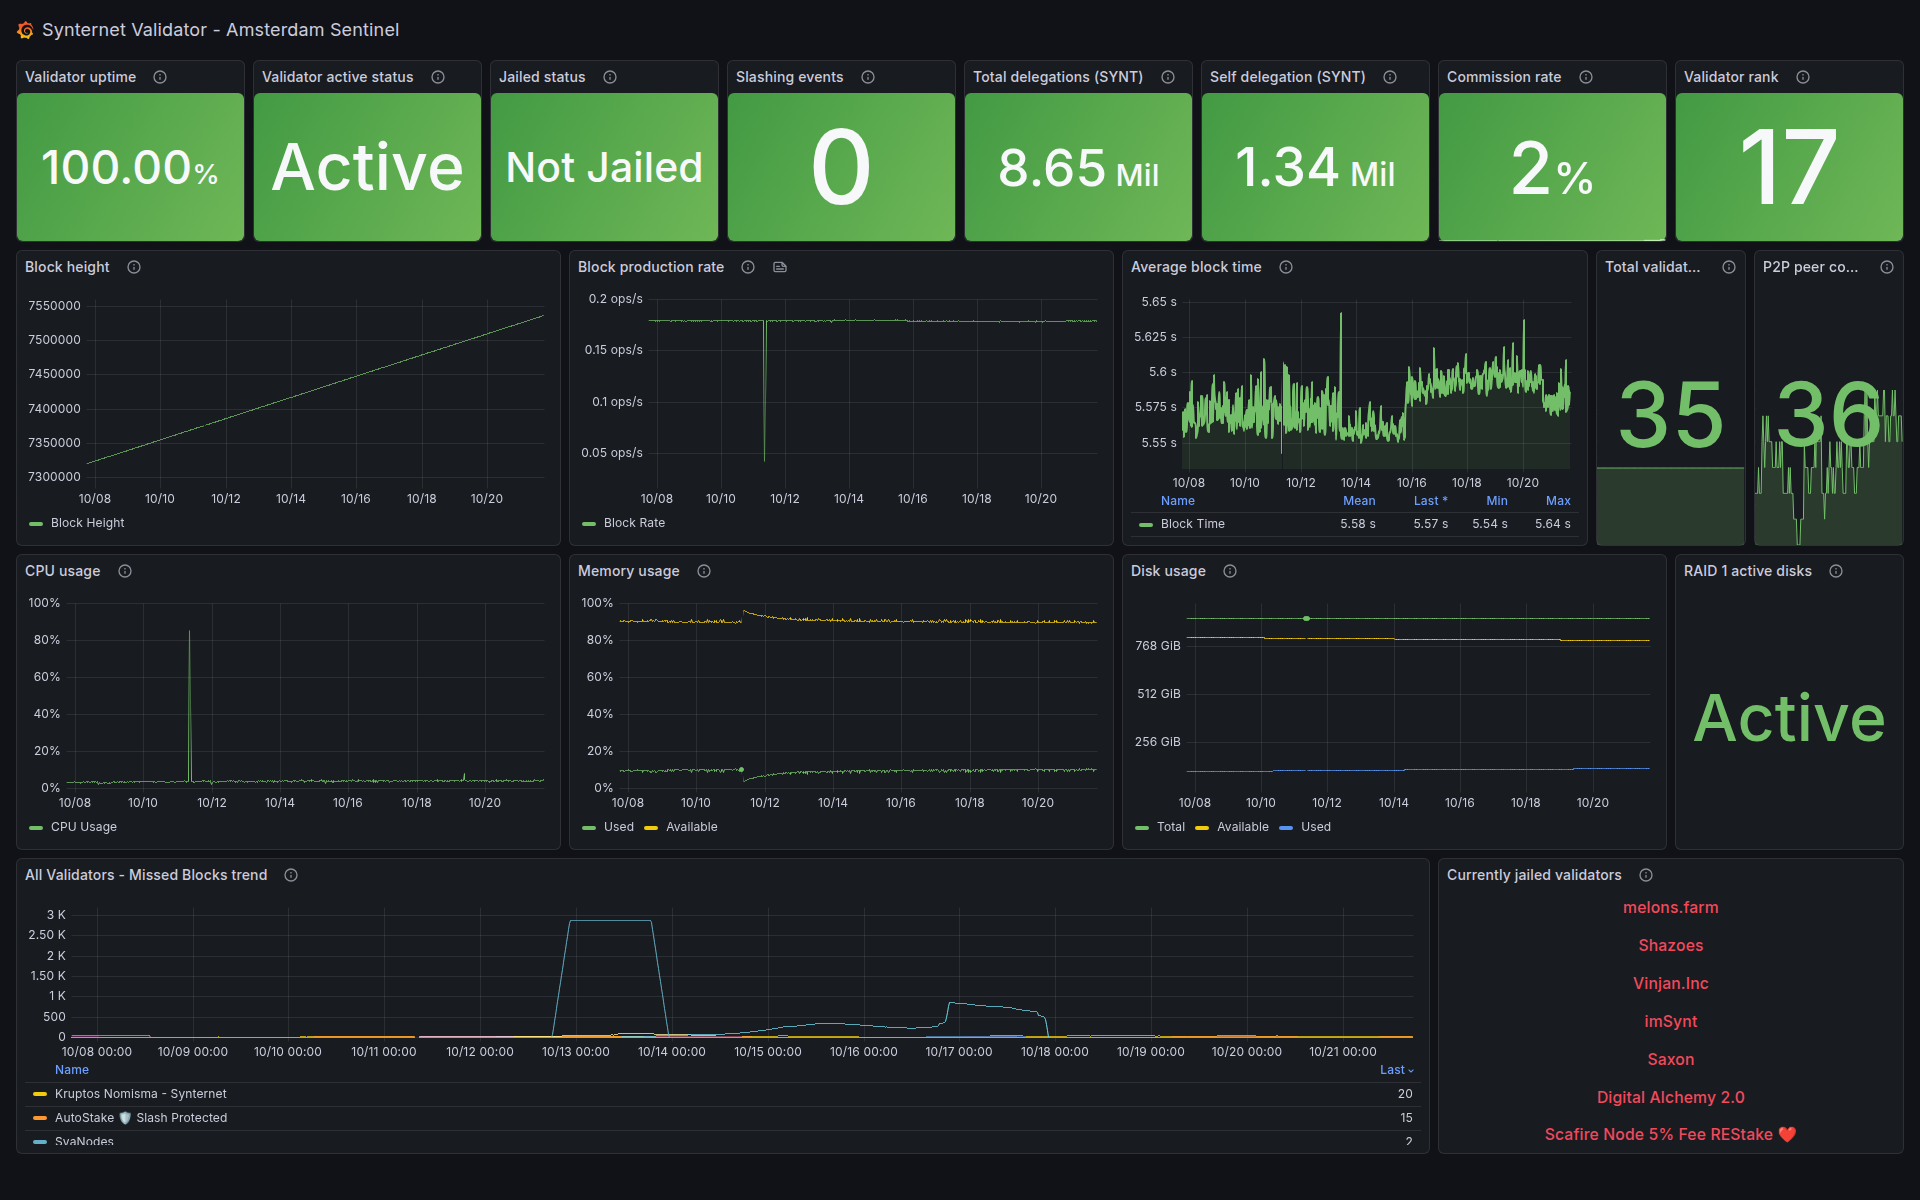 Synternet Validator - Amsterdam Sentinel
Validator uptime
100.00%
Validator active status
Active
Jailed status
Not Jailed
Slashing events
0
Total delegations (SYNT)
8.65 Mil
Self delegation (SYNT)
1.34 Mil
Commission rate
2%
Validator rank
17
Block height
7550000
7500000
7450000
7400000
7350000
7300000
10/08 10/10 10/12 10/14 10/16 10/18 10/20
Block Height
Block production rate
0.2 ops/s
0.15 ops/s
0.1 ops/s
0.05 ops/s
10/08 10/10 10/12 10/14 10/16 10/18 10/20
Block Rate
Average block time
5.65 s
5.625 s
5.6 s
5.575 s
5.55 s
10/08 10/10 10/12 10/14 10/16 10/18 10/20
Name Mean Last * Min Max
Block Time 5.58 s 5.57 s 5.54 s 5.64 s
Total validat...
35
P2P peer co...
36
CPU usage
100%
80%
60%
40%
20%
0%
10/08 10/10 10/12 10/14 10/16 10/18 10/20
CPU Usage
Memory usage
100%
80%
60%
40%
20%
0%
10/08 10/10 10/12 10/14 10/16 10/18 10/20
Used Available
Disk usage
768 GiB
512 GiB
256 GiB
10/08 10/10 10/12 10/14 10/16 10/18 10/20
Total Available Used
RAID 1 active disks
Active
All Validators - Missed Blocks trend
3 K
2.50 K
2 K
1.50 K
1 K
500
0
10/08 00:00 10/09 00:00 10/10 00:00 10/11 00:00 10/12 00:00 10/13 00:00 10/14 00:00 10/15 00:00 10/16 00:00 10/17 00:00 10/18 00:00 10/19 00:00 10/20 00:00 10/21 00:00
Name Last
Kruptos Nomisma - Synternet 20
AutoStake 🛡️ Slash Protected 15
SvaNodes 2
Currently jailed validators
melons.farm
Shazoes
Vinjan.Inc
imSynt
Saxon
Digital Alchemy 2.0
Scafire Node 5% Fee REStake ❤️